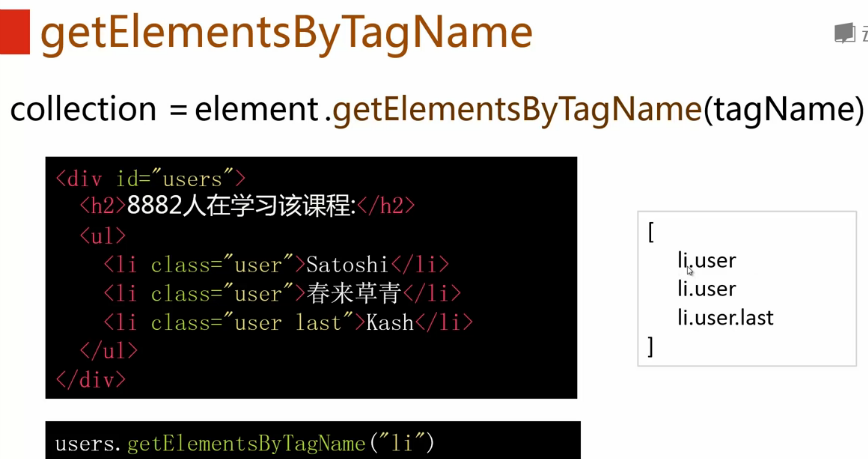 getElementsByTagName
collection = element.getElementsByTagName(tagName)
<div id="users">
<h2>8882人在学习该课程:</h2>
<ul>
<li class="user">Satoshi</li>
<li class="user">春来草青</li>
<li class="user last">Kash</li>
</ul>
</div>
[
li.user
li.user
li.user.last
]
users.getElementsByTagName("li")